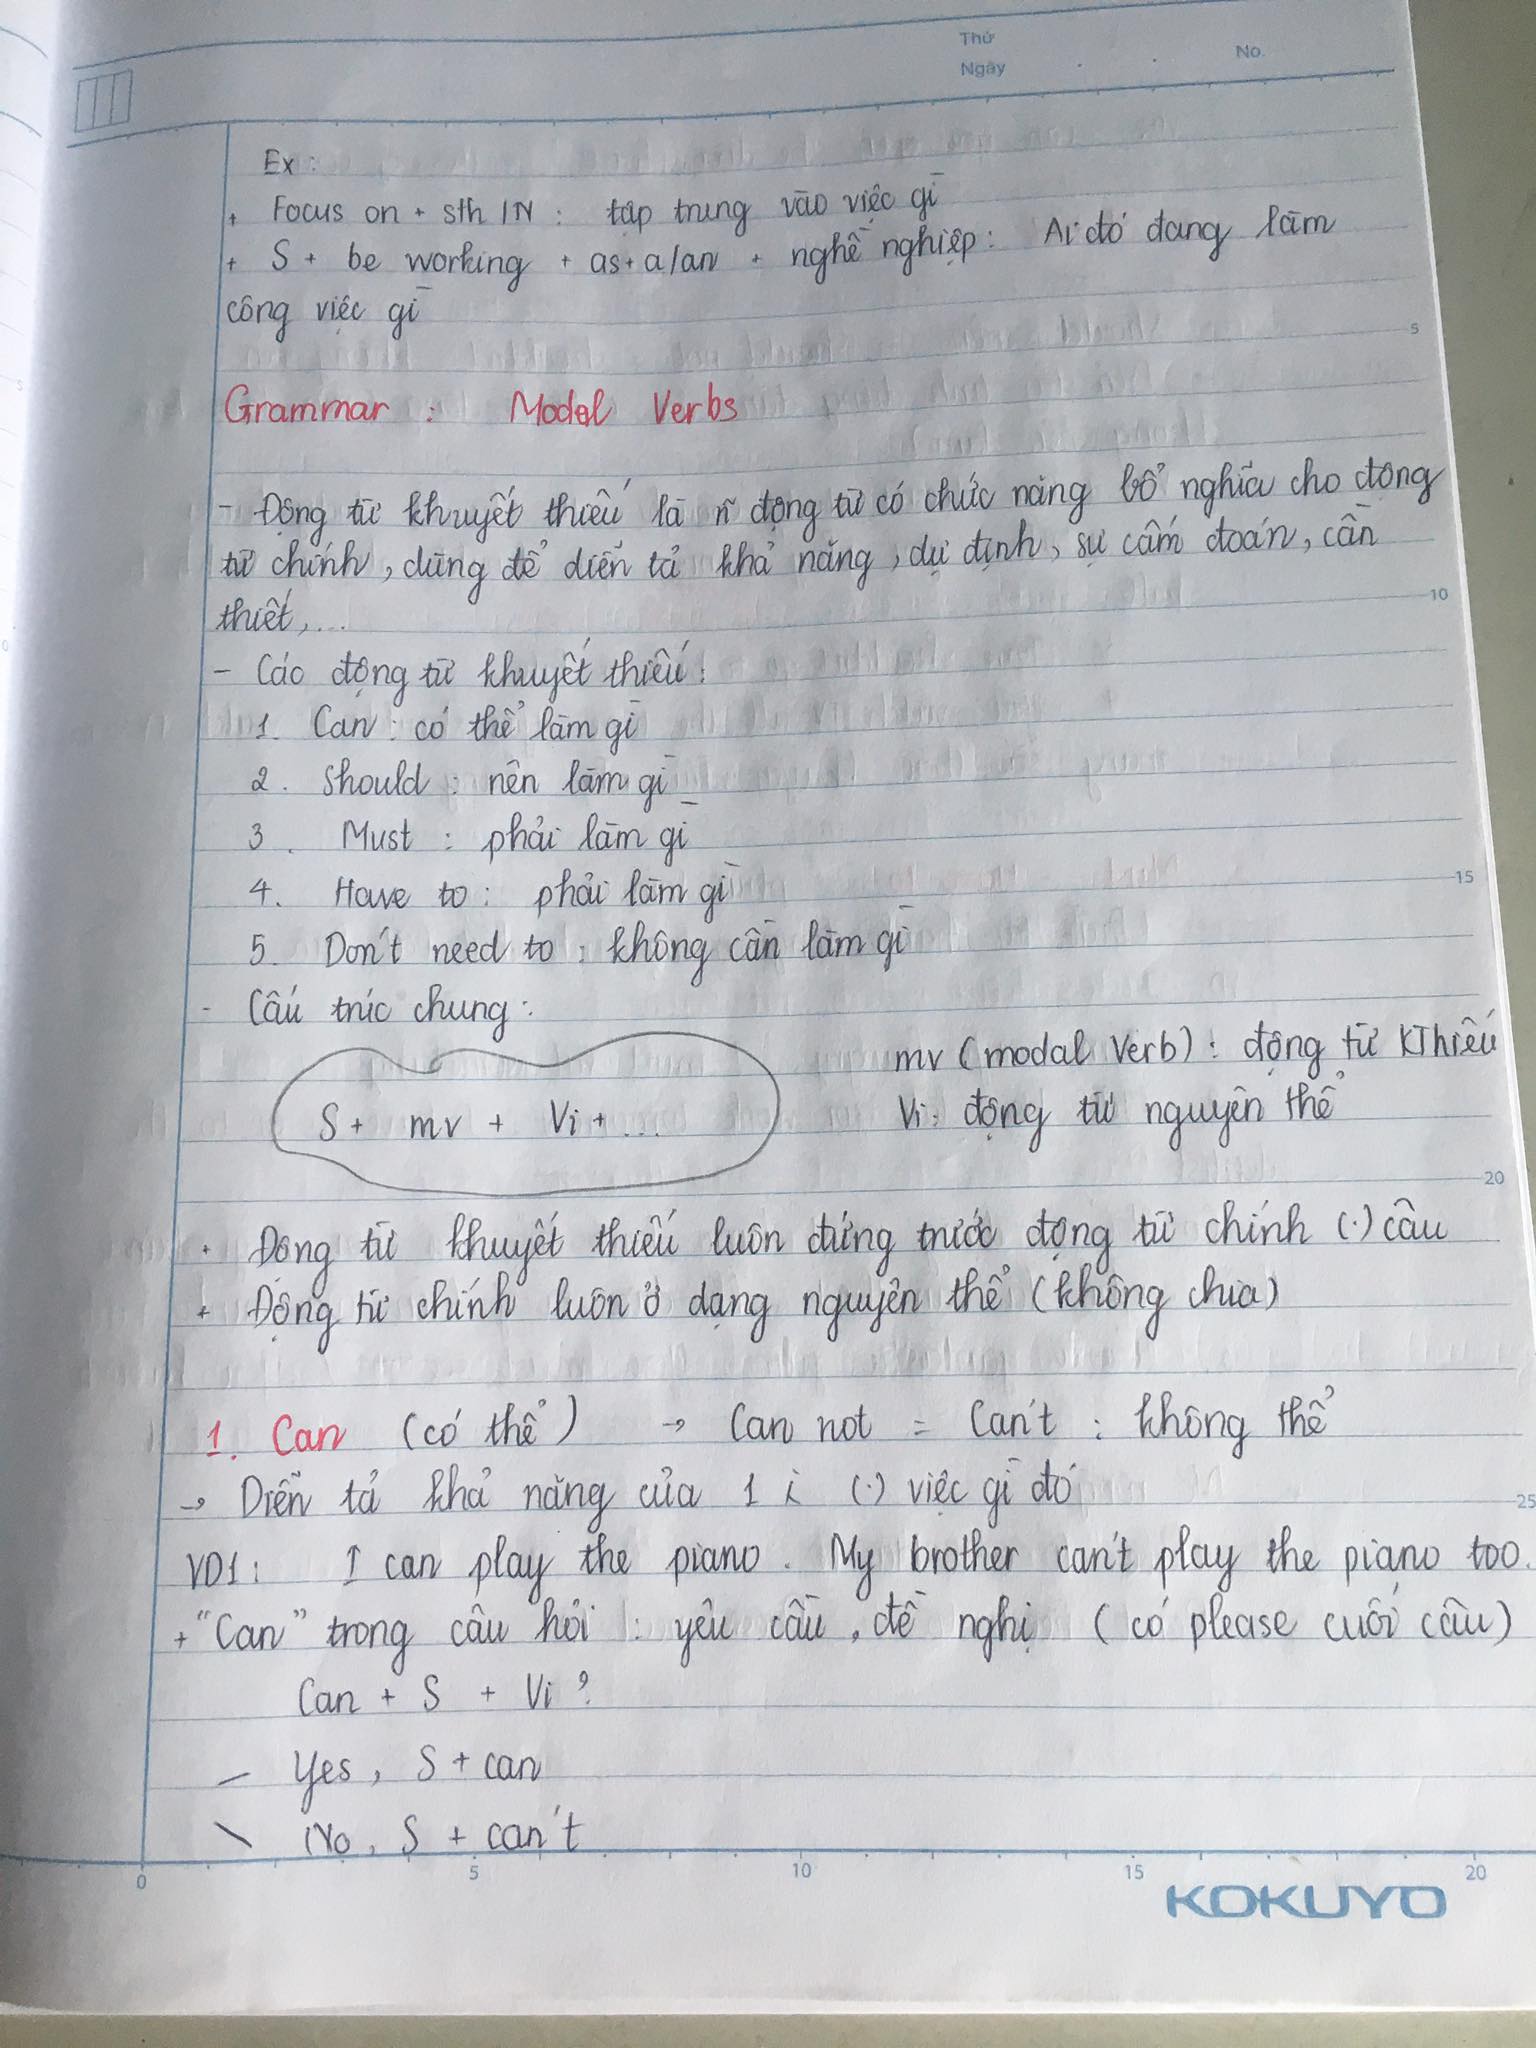 Thứ
Ngày
No.
Ex:
+ Focus on + sth / N : tập trung vào việc gì
+ S + be working + as + a/an + nghề nghiệp : Ai đó đang làm
công việc gì
Grammar : Modal Verbs
- Động từ khuyết thiếu là ñ động từ có chức năng bổ nghĩa cho động
từ chính, dùng để diễn tả khả năng, dự định, sự cấm đoán, cần
thiết,...
- Các động từ khuyết thiếu:
1. Can : có thể làm gì
2. Should : nên làm gì
3. Must : phải làm gì
4. Have to : phải làm gì
5. Don't need to : không cần làm gì
- Cấu trúc chung:
mv (modal Verb) : động từ KThiếu
S + mv + Vi + ...
Vi: động từ nguyên thể
+ Động từ khuyết thiếu luôn đứng trước động từ chính (.) câu
+ Động từ chính luôn ở dạng nguyên thể (không chia)
1. Can (có thể) → Can not = Can't : không thể
→ Diễn tả khả năng của 1 i (.) việc gì đó
VD1: I can play the piano. My brother can't play the piano too.
+ "Can" trong câu hỏi : yêu cầu, đề nghị (có please cuối câu)
Can + S + Vi ?
Yes, S + can
No, S + can't
5
10
15
20
25
0 5 10 15 20
KOKUYO